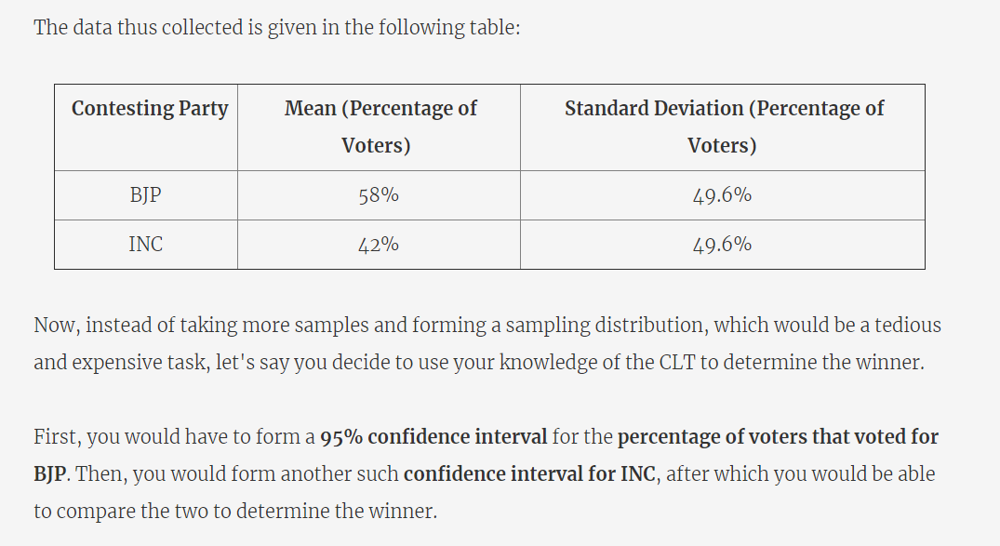 The data thus collected is given in the following table:
Contesting Party
Mean (Percentage of
Voters)
Standard Deviation (Percentage of
Voters)
BJP
58%
49.6%
INC
42%
49.6%
Now, instead of taking more samples and forming a sampling distribution, which would be a tedious
and expensive task, let's say you decide to use your knowledge of the CLT to determine the winner.
First, you would have to form a 95% confidence interval for the percentage of voters that voted for
BJP. Then, you would form another such confidence interval for INC, after which you would be able
to compare the two to determine the winner.